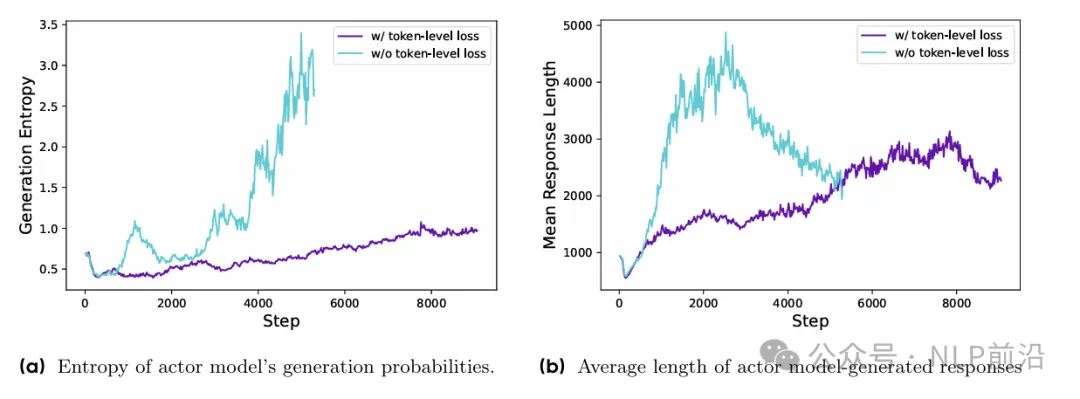 3.5
3.0
2.5
2.0
1.5
1.0
0.5
Generation Entropy
w/ token-level loss
w/o token-level loss
0 2000 4000 6000 8000
Step
(a) Entropy of actor model's generation probabilities.
5000
4000
3000
2000
1000
Mean Response Length
w/ token-level loss
w/o token-level loss
0 2000 4000 6000 8000
Step
(b) Average length of actor model-generated responses
公众号 · NLP前沿